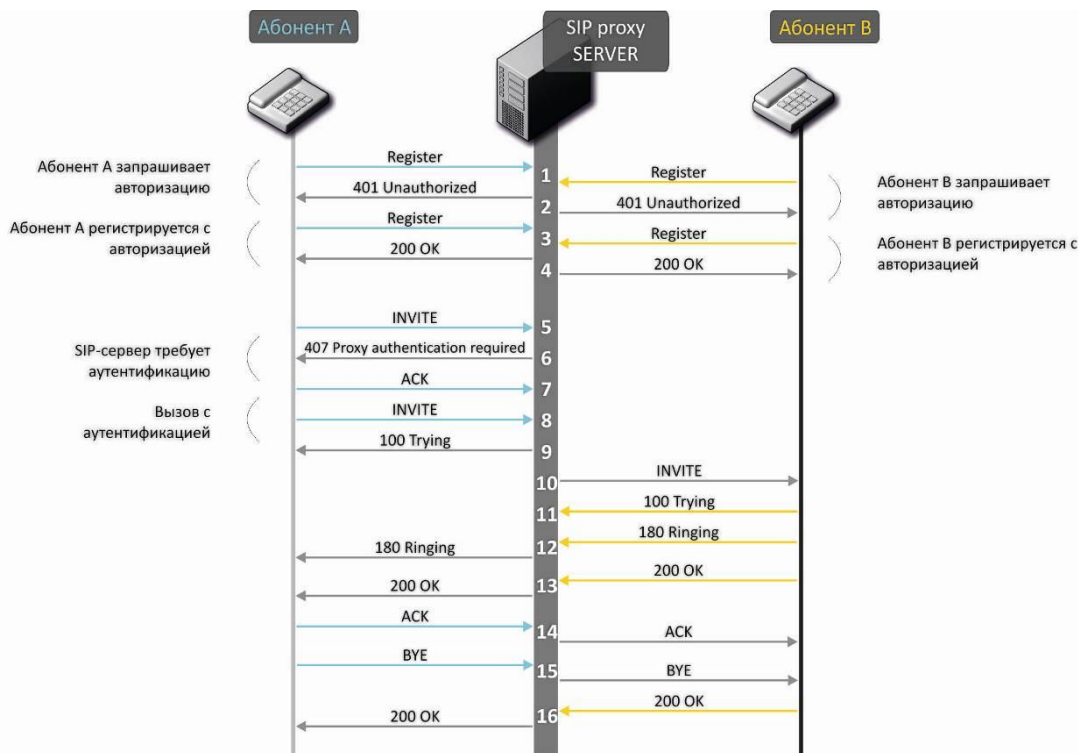 Абонент А
SIP proxy
SERVER
Абонент В
Абонент А запрашивает
авторизацию
Register
1
Register
Абонент В запрашивает
авторизацию
401 Unauthorized
2
401 Unauthorized
Абонент А регистрируется с
авторизацией
Register
3
Register
Абонент В регистрируется с
авторизацией
200 OK
4
200 OK
INVITE
5
SIP-сервер требует
аутентификацию
407 Proxy authentication required
6
ACK
7
Вызов с
аутентификацией
INVITE
8
100 Trying
9
INVITE
10
100 Trying
11
180 Ringing
12
180 Ringing
200 OK
13
200 OK
ACK
14
ACK
BYE
15
BYE
200 OK
16
200 OK